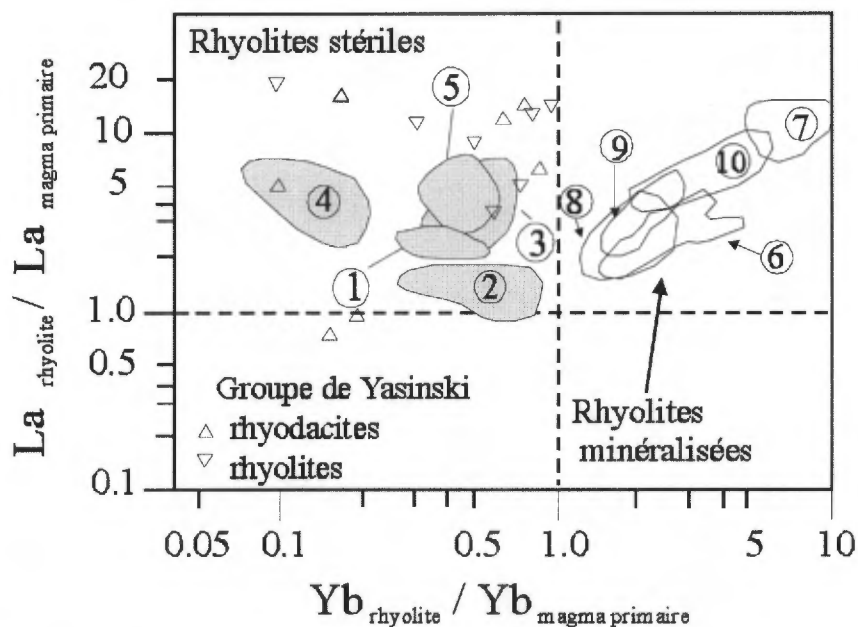 Rhyolites stériles
20
10
5
1.0
0.5
0.1
La rhyolite / La magma primaire
5
7
9
10
4
8
3
6
1
2
Groupe de Yasinski
△ rhyodacites
▽ rhyolites
Rhyolites
minéralisées
0.05 0.1 0.5 1.0 5 10
Yb rhyolite / Yb magma primaire